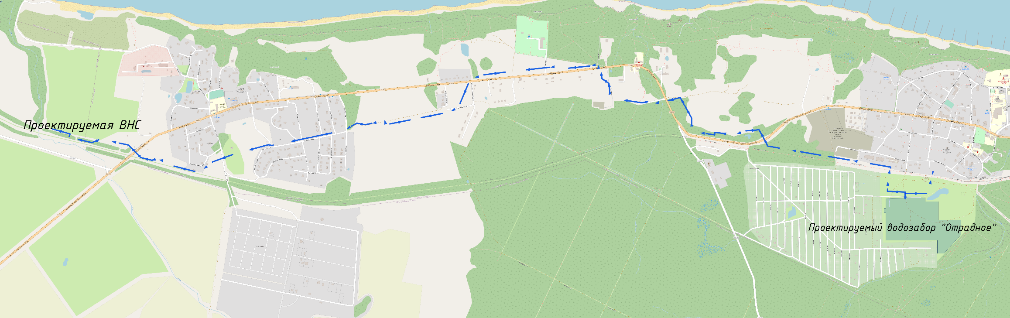 Проектируемая ВНС
Проектируемый водозабор "Отрадное"